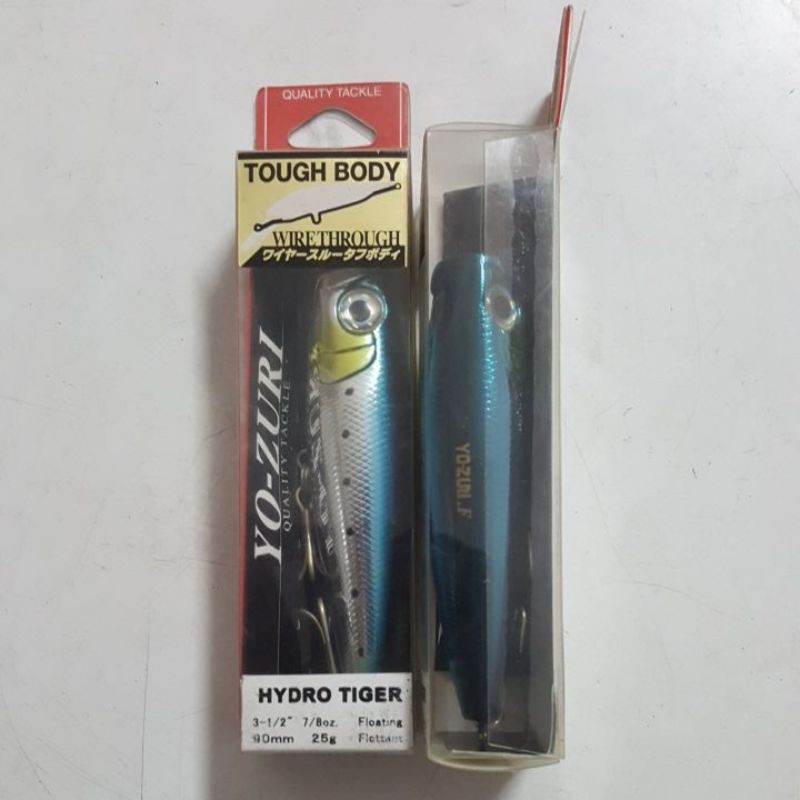 QUALITY TACKLE
TOUGH BODY
WIRETHROUGH
ワイヤースルータフボディ
YO-ZURI
QUALITY TACKLE
YO-ZURI.F
HYDRO TIGER
3-1/2" 7/8oz. Floating
90mm 25g Flottant